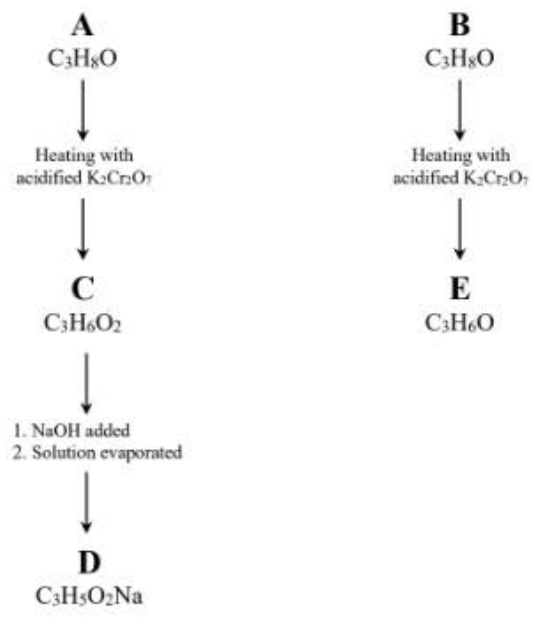 A
C₃H₈O
Heating with
acidified K₂Cr₂O₇
C
C₃H₆O₂
1. NaOH added
2. Solution evaporated
D
C₃H₅O₂Na
B
C₃H₈O
Heating with
acidified K₂Cr₂O₇
E
C₃H₆O